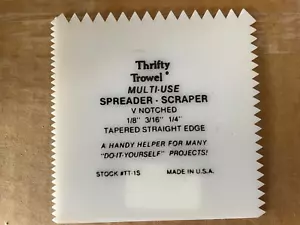 Thrifty
Trowel®
MULTI-USE
SPREADER - SCRAPER
V NOTCHED
1/8" 3/16" 1/4"
TAPERED STRAIGHT EDGE
A HANDY HELPER FOR MANY
"DO-IT-YOURSELF" PROJECTS!
STOCK #TT-15 MADE IN U.S.A.